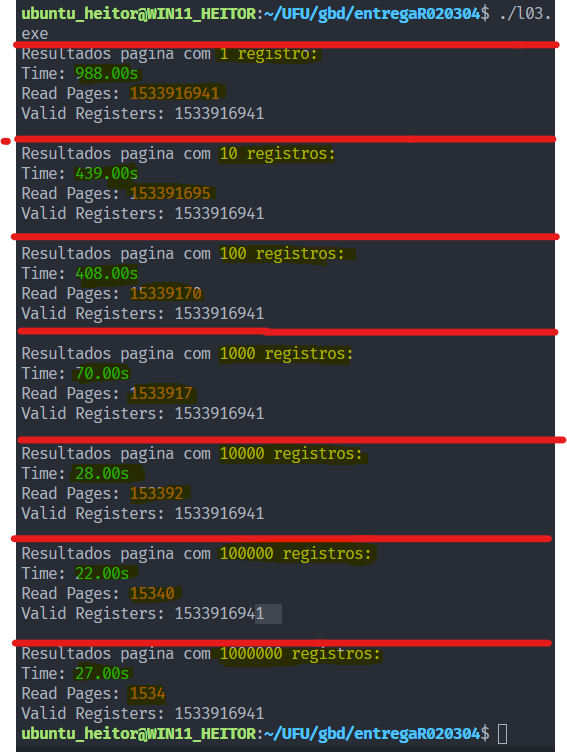 ubuntu_heitor@WIN11_HEITOR:~/UFU/gbd/entregaR020304$ ./l03.
exe
Resultados pagina com 1 registro:
Time: 988.00s
Read Pages: 1533916941
Valid Registers: 1533916941
Resultados pagina com 10 registros:
Time: 439.00s
Read Pages: 153391695
Valid Registers: 1533916941
Resultados pagina com 100 registros:
Time: 408.00s
Read Pages: 15339170
Valid Registers: 1533916941
Resultados pagina com 1000 registros:
Time: 70.00s
Read Pages: 1533917
Valid Registers: 1533916941
Resultados pagina com 10000 registros:
Time: 28.00s
Read Pages: 153392
Valid Registers: 1533916941
Resultados pagina com 100000 registros:
Time: 22.00s
Read Pages: 15340
Valid Registers: 1533916941
Resultados pagina com 1000000 registros:
Time: 27.00s
Read Pages: 1534
Valid Registers: 1533916941
ubuntu_heitor@WIN11_HEITOR:~/UFU/gbd/entregaR020304$